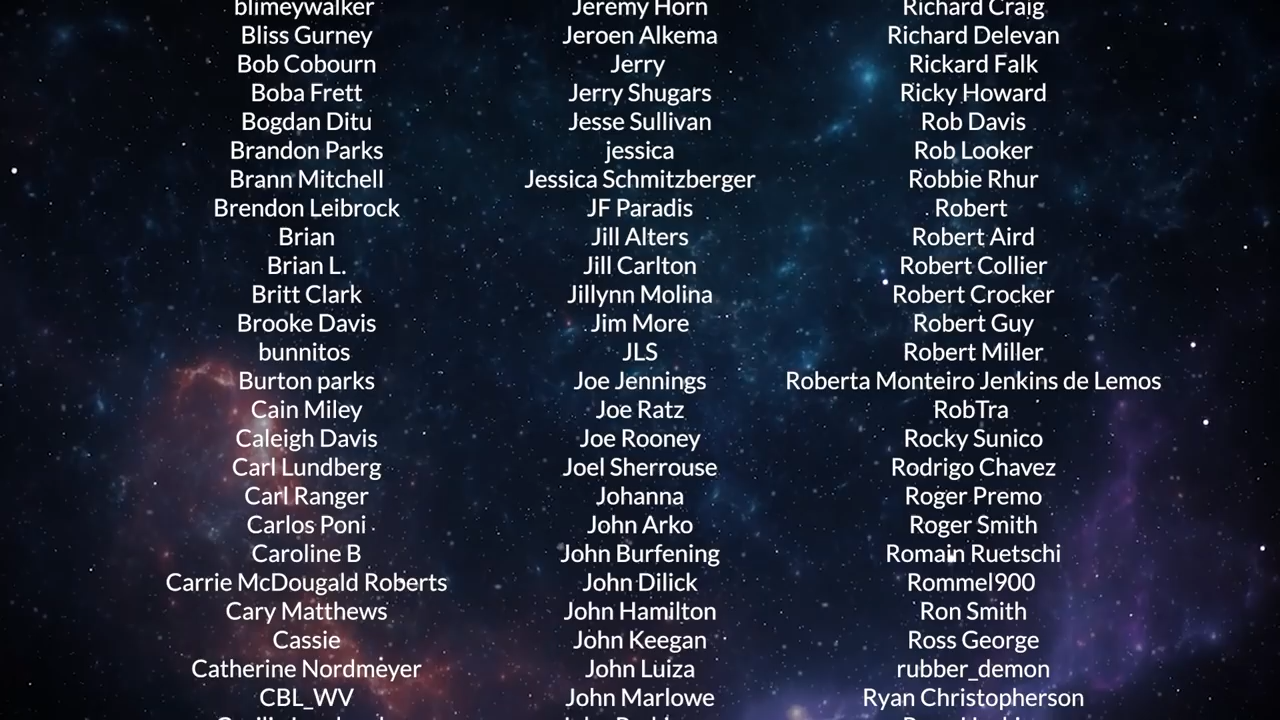 blimeywalker
Bliss Gurney
Bob Cobourn
Boba Frett
Bogdan Ditu
Brandon Parks
Brann Mitchell
Brendon Leibrock
Brian
Brian L.
Britt Clark
Brooke Davis
bunnitos
Burton parks
Cain Miley
Caleigh Davis
Carl Lundberg
Carl Ranger
Carlos Poni
Caroline B
Carrie McDougald Roberts
Cary Matthews
Cassie
Catherine Nordmeyer
CBL_WV
Jeremy Horn
Jeroen Alkema
Jerry
Jerry Shugars
Jesse Sullivan
jessica
Jessica Schmitzberger
JF Paradis
Jill Alters
Jill Carlton
Jillynn Molina
Jim More
JLS
Joe Jennings
Joe Ratz
Joe Rooney
Joel Sherrouse
Johanna
John Arko
John Burfening
John Dilick
John Hamilton
John Keegan
John Luiza
John Marlowe
Richard Craig
Richard Delevan
Rickard Falk
Ricky Howard
Rob Davis
Rob Looker
Robbie Rhur
Robert
Robert Aird
Robert Collier
Robert Crocker
Robert Guy
Robert Miller
Roberta Monteiro Jenkins de Lemos
RobTra
Rocky Sunico
Rodrigo Chavez
Roger Premo
Roger Smith
Romain Ruetschi
Rommel900
Ron Smith
Ross George
rubber_demon
Ryan Christopherson